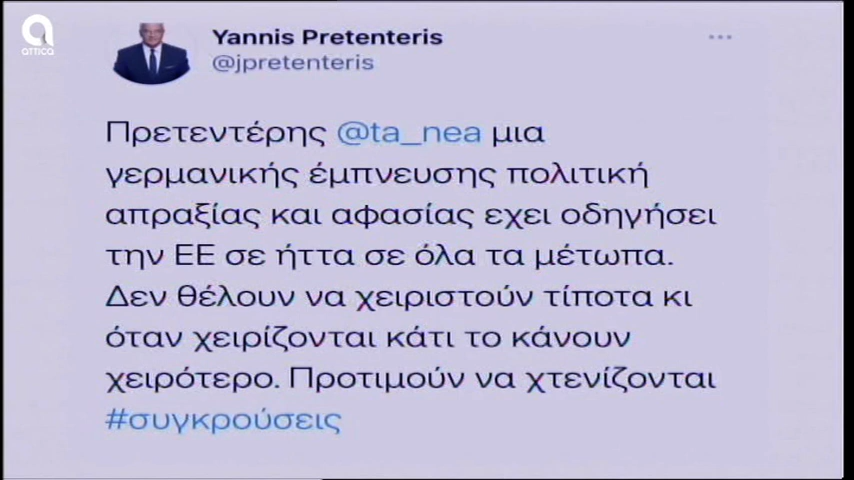 attica
Yannis Pretenteris
@jpretenteris
Πρετεντέρης @ta_nea μια
γερμανικής έμπνευσης πολιτική
απραξίας και αφασίας εχει οδηγήσει
την ΕΕ σε ήττα σε όλα τα μέτωπα.
Δεν θέλουν να χειριστούν τίποτα κι
όταν χειρίζονται κάτι το κάνουν
χειρότερο. Προτιμούν να χτενίζονται
#συγκρούσεις